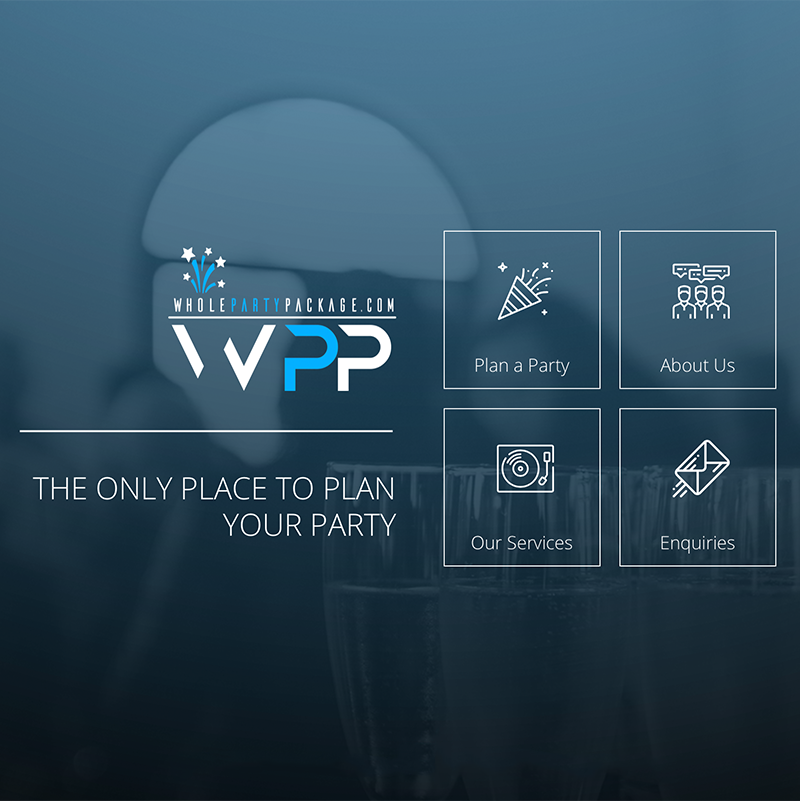 WHOLEPARTYPACKAGE.COM
WPP
THE ONLY PLACE TO PLAN
YOUR PARTY
Plan a Party
About Us
Our Services
Enquiries